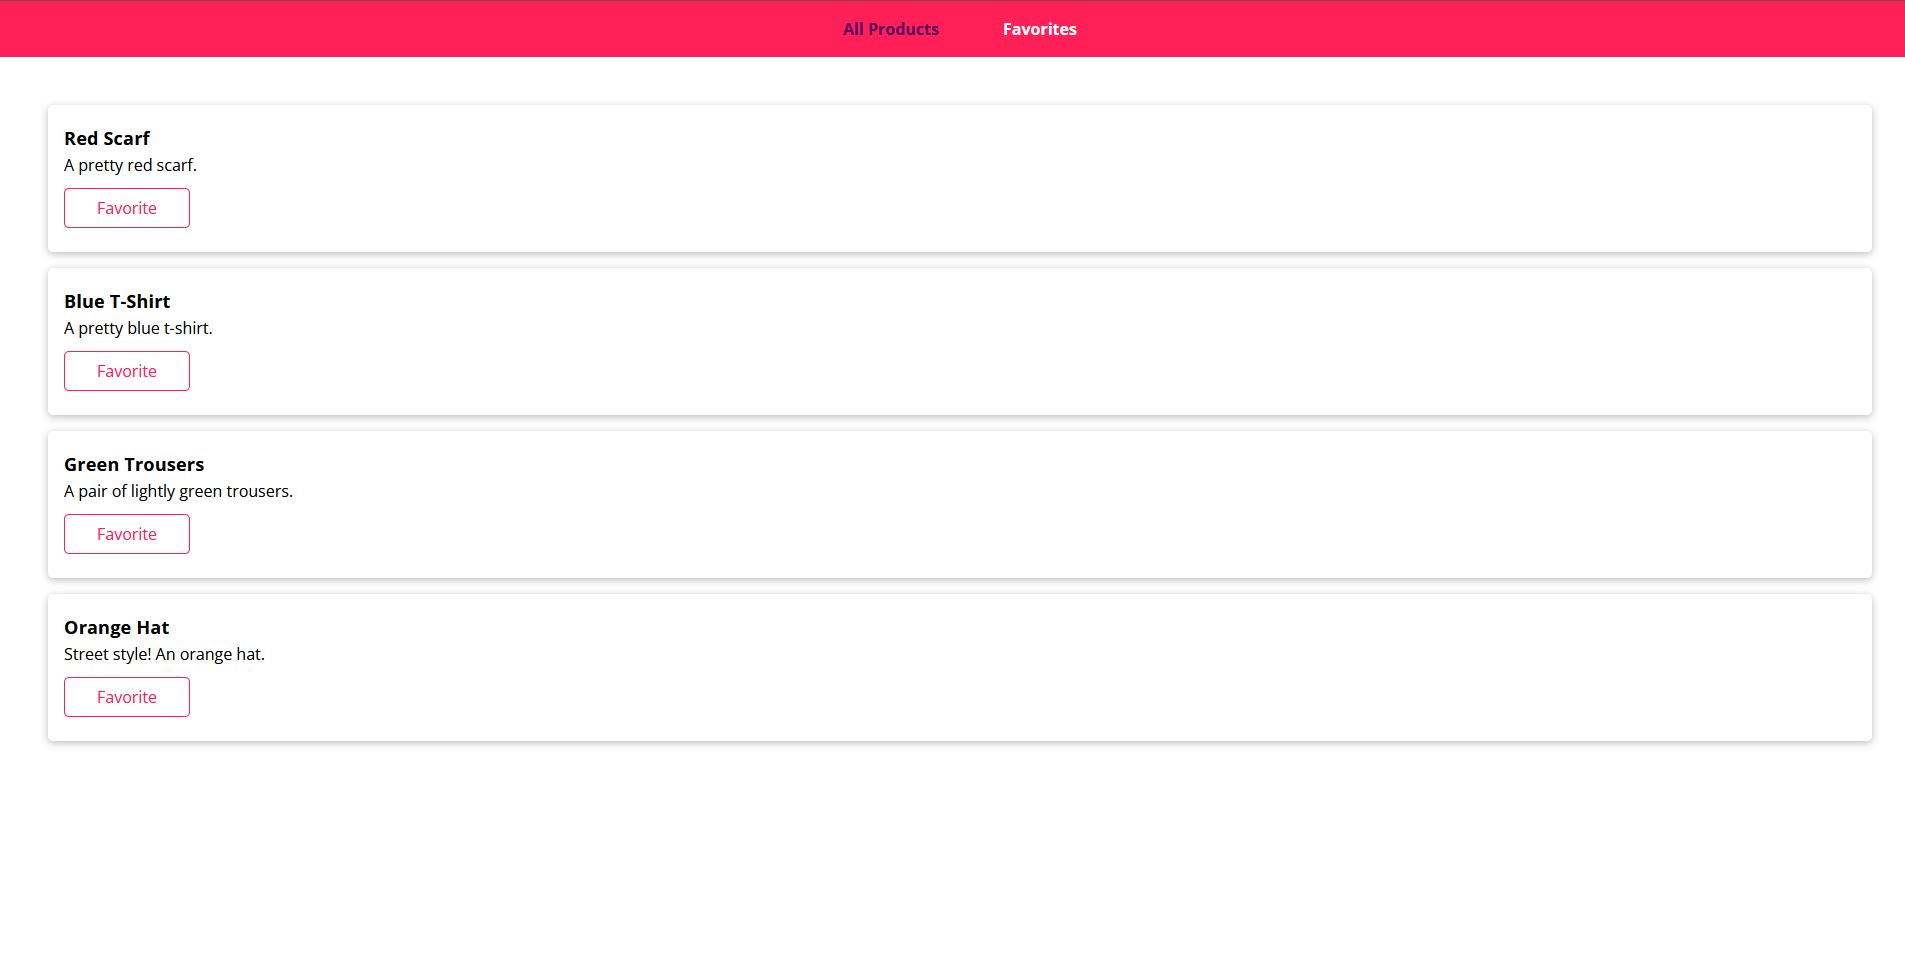 All Products Favorites
Red Scarf
A pretty red scarf.
Favorite
Blue T-Shirt
A pretty blue t-shirt.
Favorite
Green Trousers
A pair of lightly green trousers.
Favorite
Orange Hat
Street style! An orange hat.
Favorite